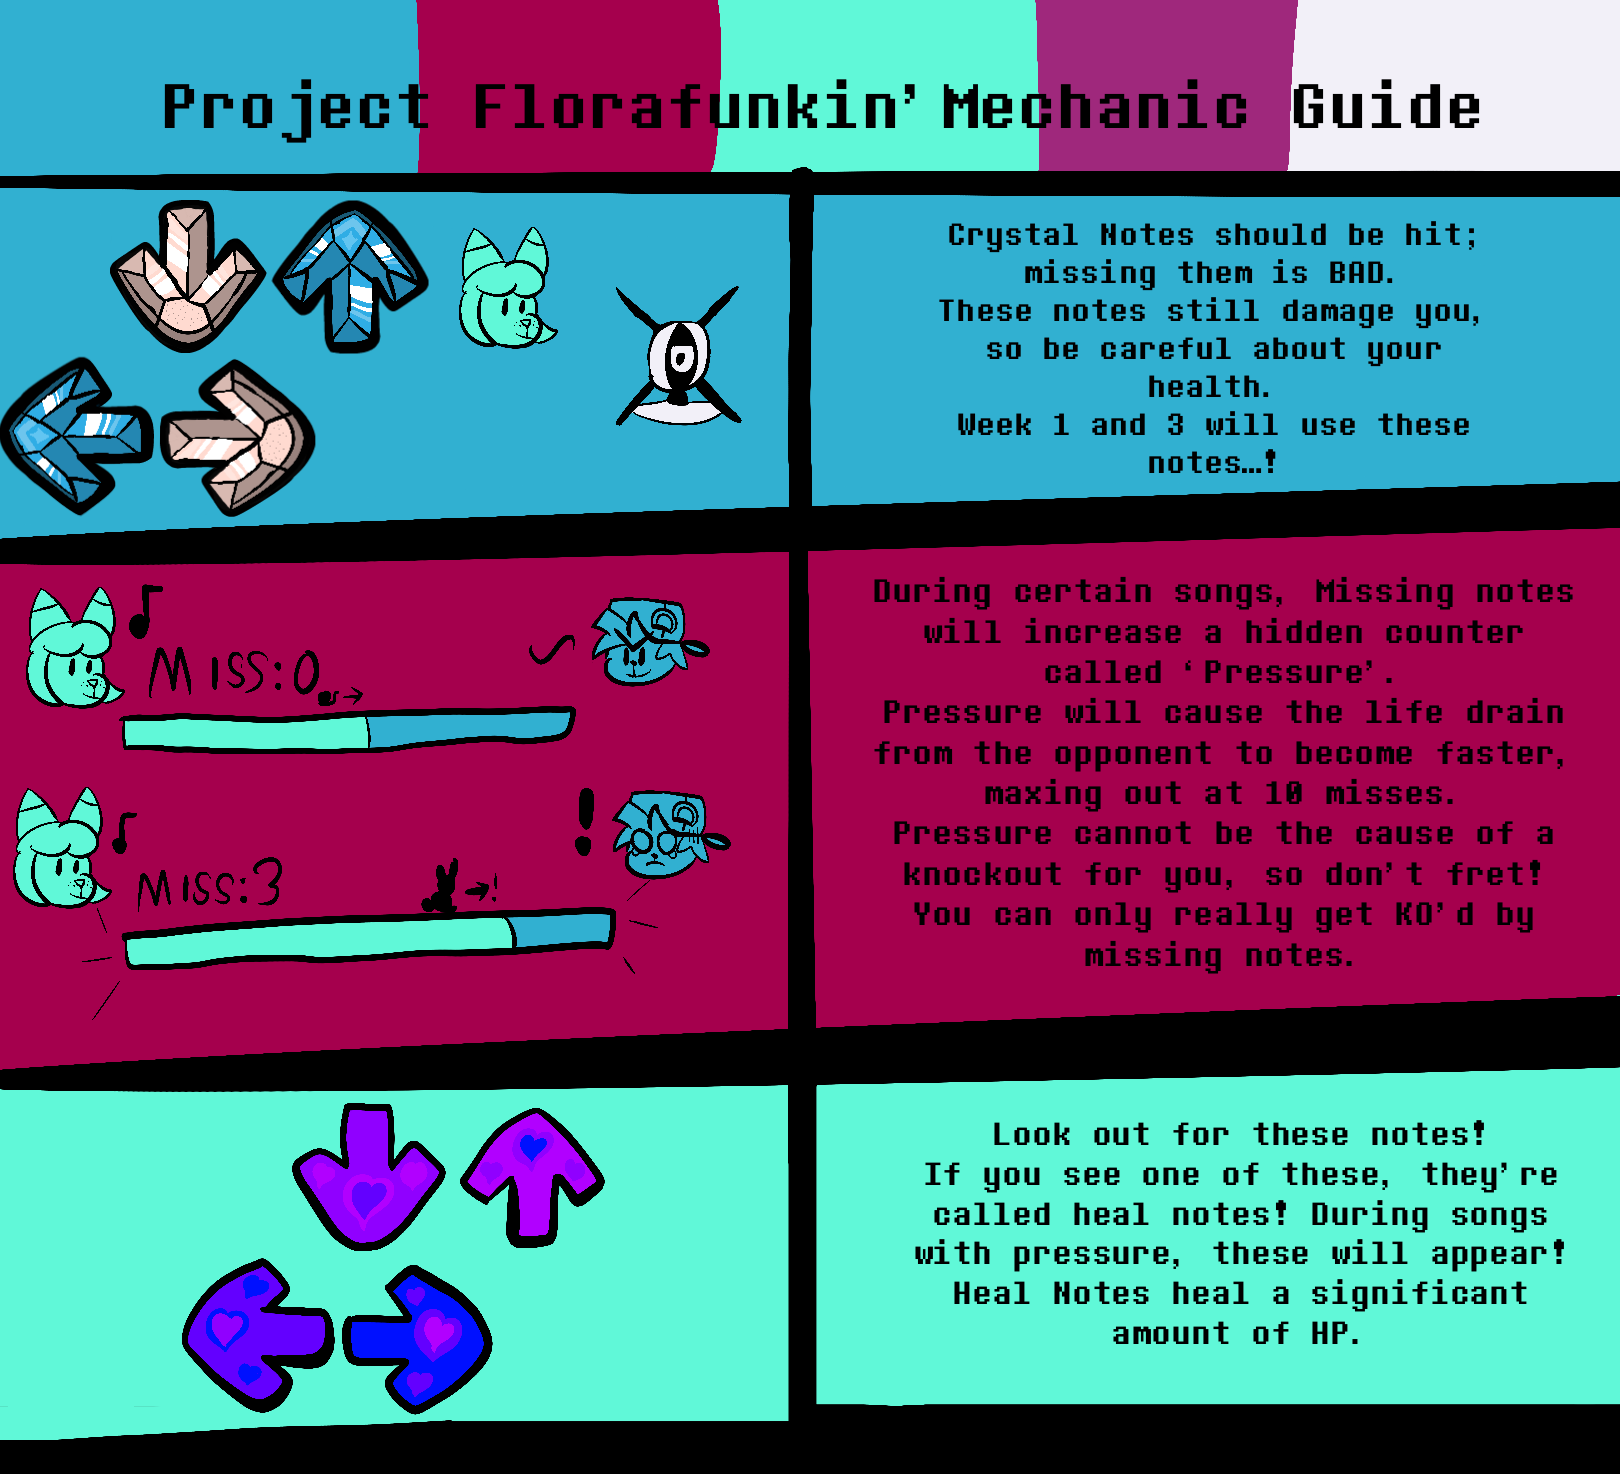 Project Florafunkin' Mechanic Guide
Crystal Notes should be hit;
missing them is BAD.
These notes still damage you,
so be careful about your
health.
Week 1 and 3 will use these
notes...!
MISS:0
MISS:3
!
During certain songs, Missing notes
will increase a hidden counter
called 'Pressure'.
Pressure will cause the life drain
from the opponent to become faster,
maxing out at 10 misses.
Pressure cannot be the cause of a
knockout for you, so don't fret!
You can only really get KO'd by
missing notes.
Look out for these notes!
If you see one of these, they're
called heal notes! During songs
with pressure, these will appear!
Heal Notes heal a significant
amount of HP.